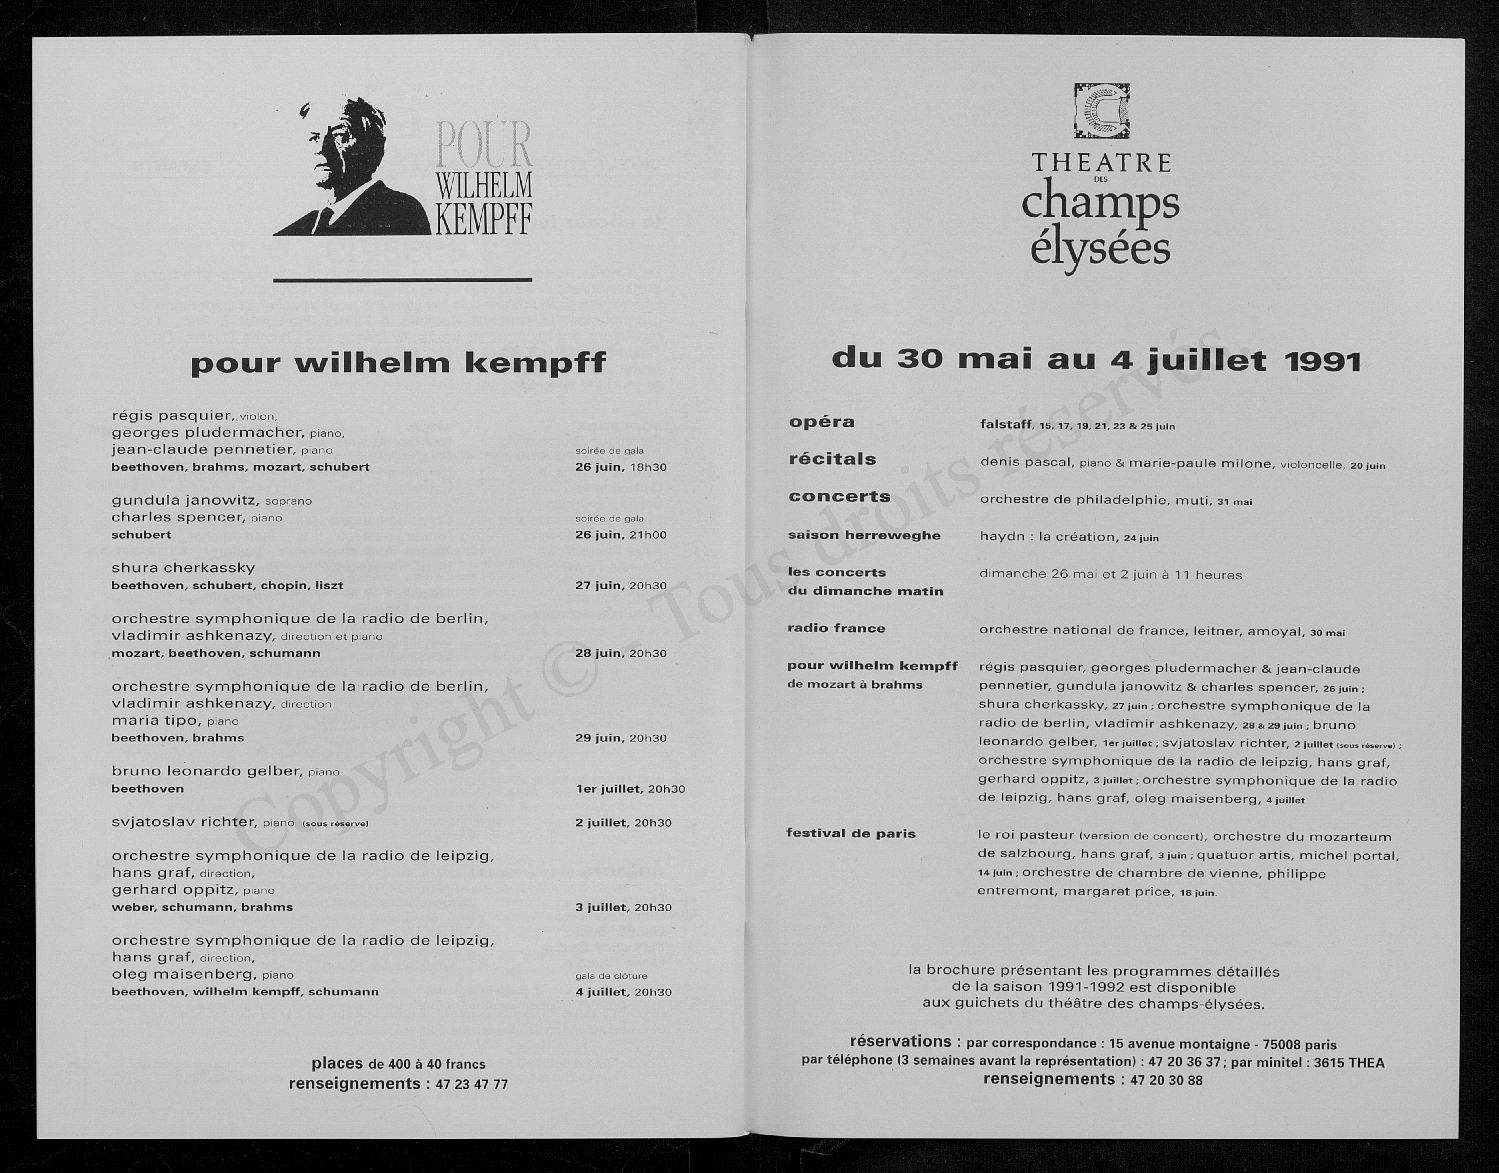 POUR
WILHELM
KEMPFF
pour wilhelm kempff
régis pasquier, violon,
georges pludermacher, piano,
jean-claude pennetier, piano
soirée de gala
beethoven, brahms, mozart, schubert
26 juin, 18h30
gundula janowitz, soprano
charles spencer, piano
soirée de gala
schubert
26 juin, 21h00
shura cherkassky
beethoven, schubert, chopin, liszt
27 juin, 20h30
orchestre symphonique de la radio de berlin,
vladimir ashkenazy, direction et piano
mozart, beethoven, schumann
28 juin, 20h30
orchestre symphonique de la radio de berlin,
vladimir ashkenazy, direction
maria tipo, piano
beethoven, brahms
29 juin, 20h30
bruno leonardo gelber, piano
beethoven
1er juillet, 20h30
svjatoslav richter, piano (sous réserve)
2 juillet, 20h30
orchestre symphonique de la radio de leipzig,
hans graf, direction,
gerhard oppitz, piano
weber, schumann, brahms
3 juillet, 20h30
orchestre symphonique de la radio de leipzig,
hans graf, direction,
oleg maisenberg, piano
gala de clôture
beethoven, wilhelm kempff, schumann
4 juillet, 20h30
places de 400 à 40 francs
renseignements : 47 23 47 77
THEATRE
DES
champs
élysées
du 30 mai au 4 juillet 1991
opéra
falstaff, 15, 17, 19, 21, 23 & 25 juin
récitals
denis pascal, piano & marie-paule milone, violoncelle, 20 juin
concerts
orchestre de philadelphie, muti, 31 mai
saison herreweghe
haydn : la création, 24 juin
les concerts
du dimanche matin
dimanche 26 mai et 2 juin à 11 heures
radio france
orchestre national de france, leitner, amoyal, 30 mai
pour wilhelm kempff
de mozart à brahms
régis pasquier, georges pludermacher & jean-claude
pennetier, gundula janowitz & charles spencer, 26 juin ;
shura cherkassky, 27 juin ; orchestre symphonique de la
radio de berlin, vladimir ashkenazy, 28 & 29 juin ; bruno
leonardo gelber, 1er juillet ; svjatoslav richter, 2 juillet (sous réserve) ;
orchestre symphonique de la radio de leipzig, hans graf,
gerhard oppitz, 3 juillet ; orchestre symphonique de la radio
de leipzig, hans graf, oleg maisenberg, 4 juillet
festival de paris
le roi pasteur (version de concert), orchestre du mozarteum
de salzbourg, hans graf, 3 juin ; quatuor artis, michel portal,
14 juin ; orchestre de chambre de vienne, philippe
entremont, margaret price, 18 juin.
la brochure présentant les programmes détaillés
de la saison 1991-1992 est disponible
aux guichets du théâtre des champs-élysées.
réservations : par correspondance : 15 avenue montaigne - 75008 paris
par téléphone (3 semaines avant la représentation) : 47 20 36 37 ; par minitel : 3615 THEA
renseignements : 47 20 30 88
Copyright © - Tous droits réservés.